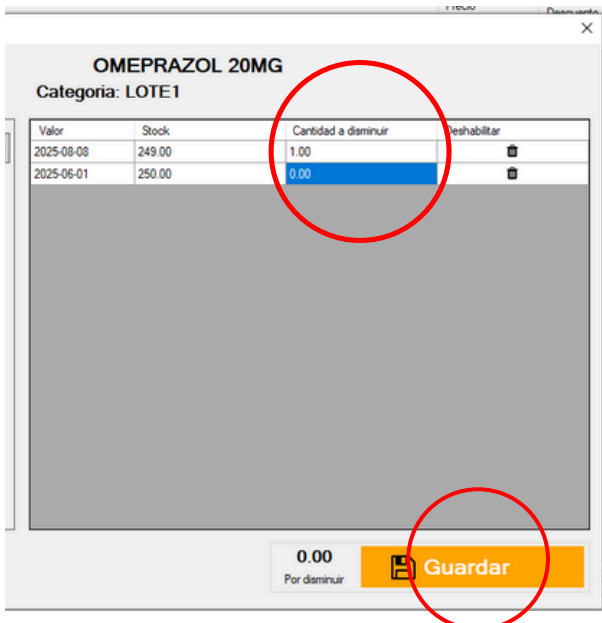 Precio Descuento
×
OMEPRAZOL 20MG
Categoria: LOTE1
Valor Stock Cantidad a disminuir Deshabilitar
2025-08-08 249.00 1.00
2025-06-01 250.00 0.00
0.00
Por disminuir
Guardar